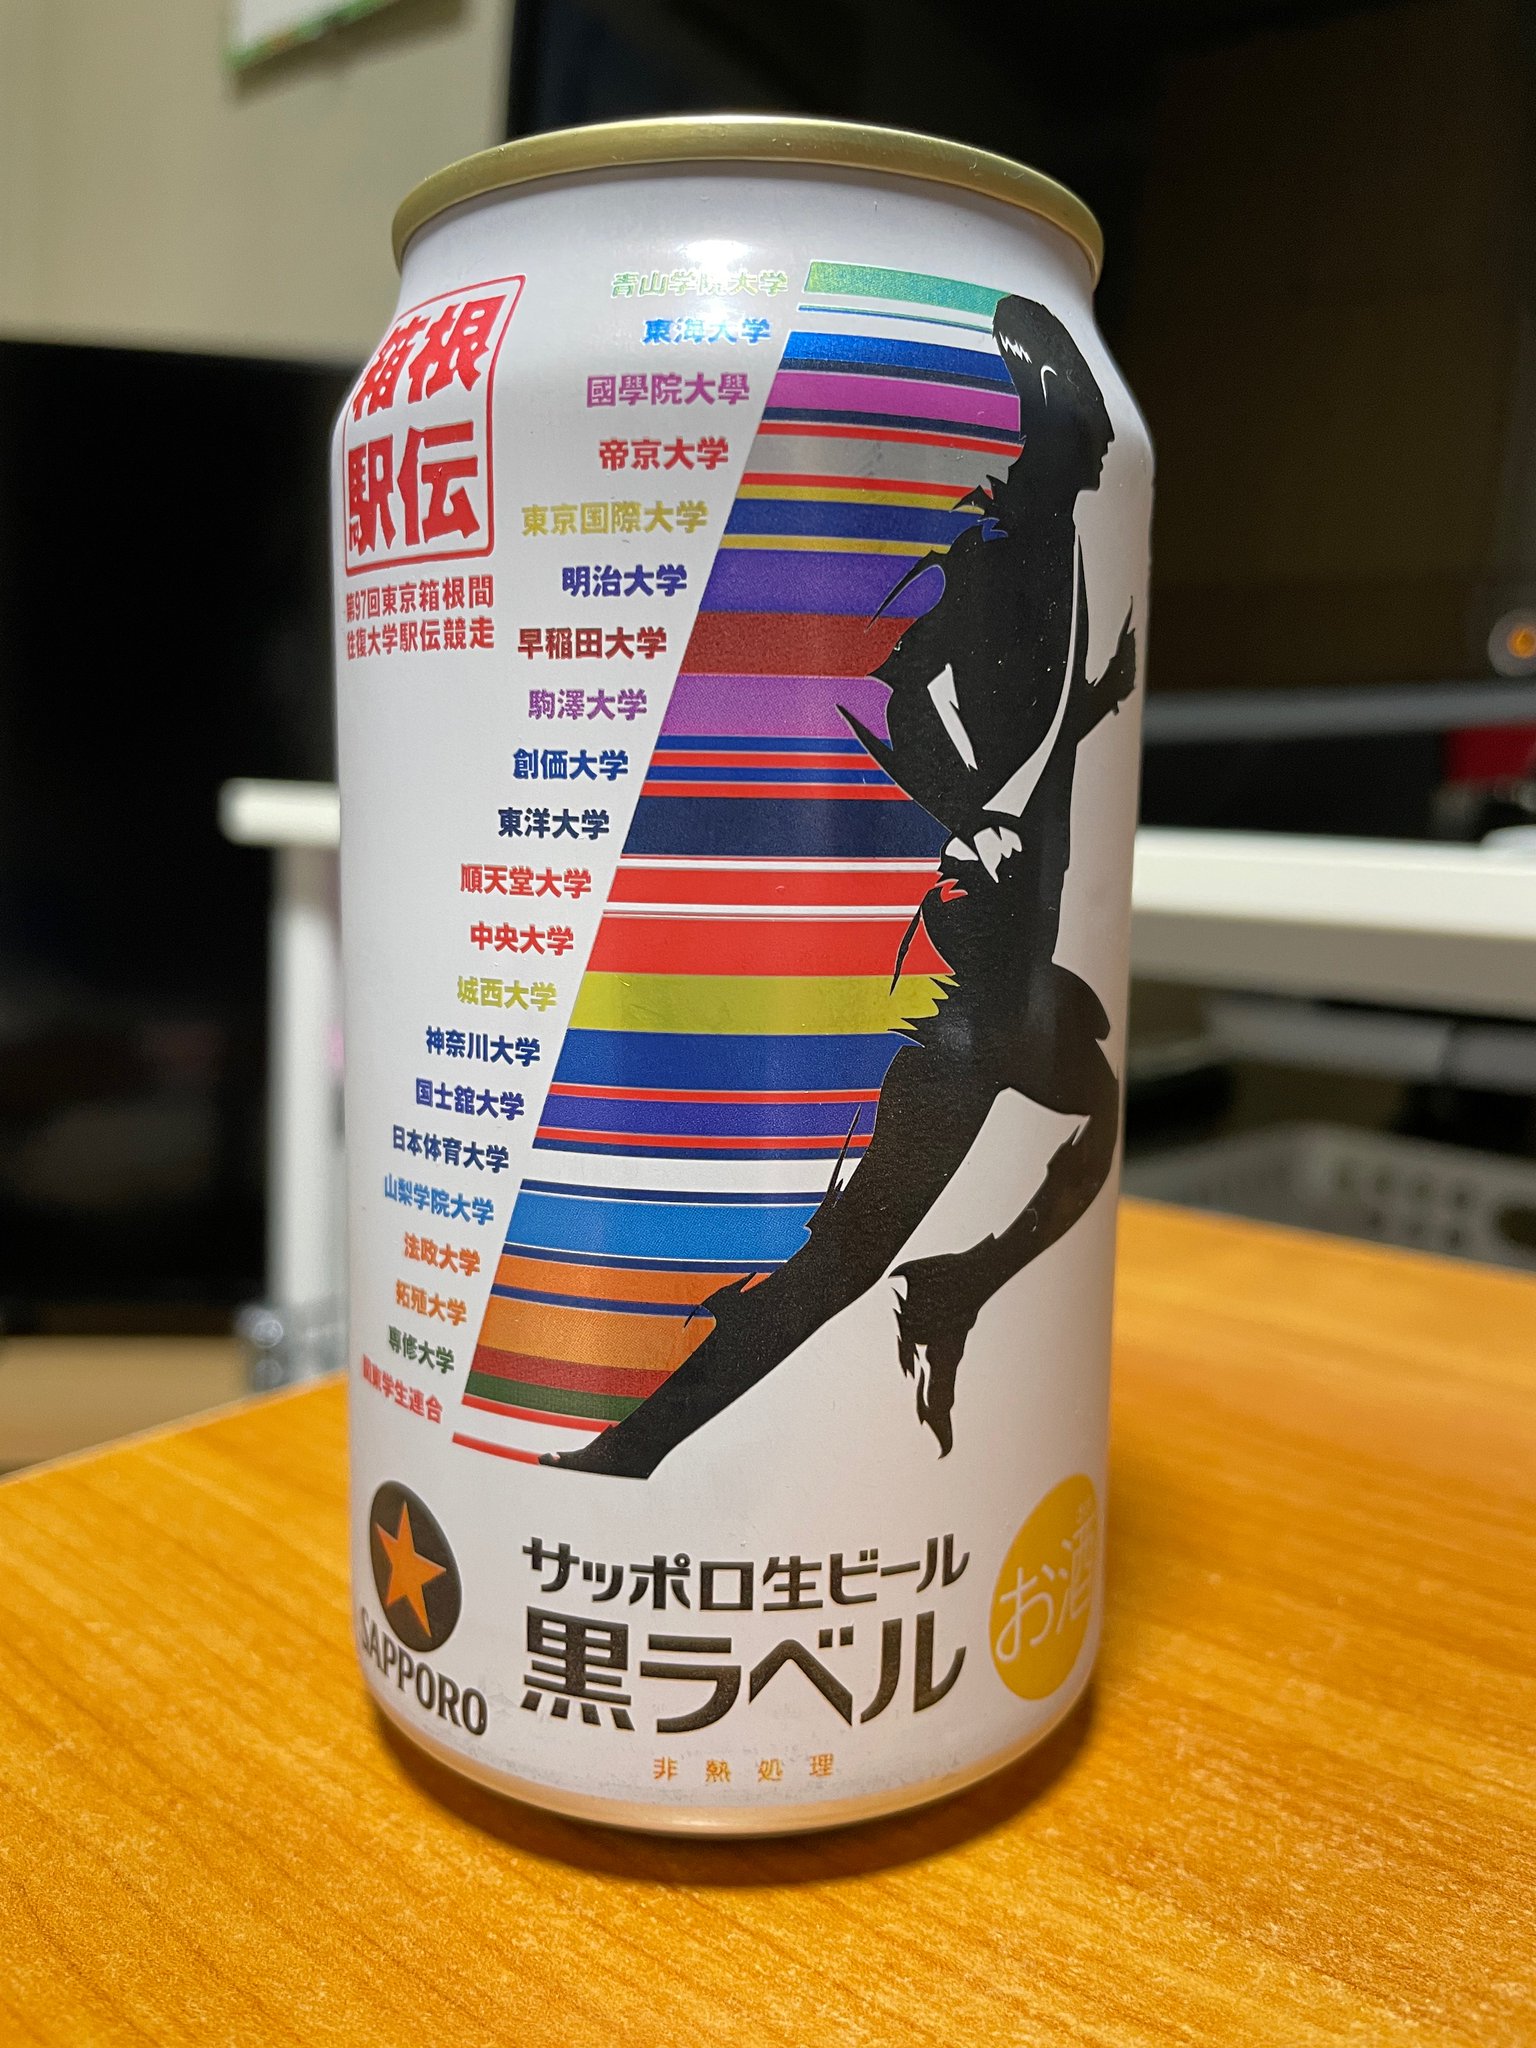 箱根
駅伝
第97回東京箱根間
往復大学駅伝競走
青山学院大学
東海大学
國學院大學
帝京大学
東京国際大学
明治大学
早稲田大学
駒澤大学
創価大学
東洋大学
順天堂大学
中央大学
城西大学
神奈川大学
国士舘大学
日本体育大学
山梨学院大学
法政大学
拓殖大学
専修大学
関東学生連合
SAPPORO
サッポロ生ビール
黒ラベル
お酒
非熱処理